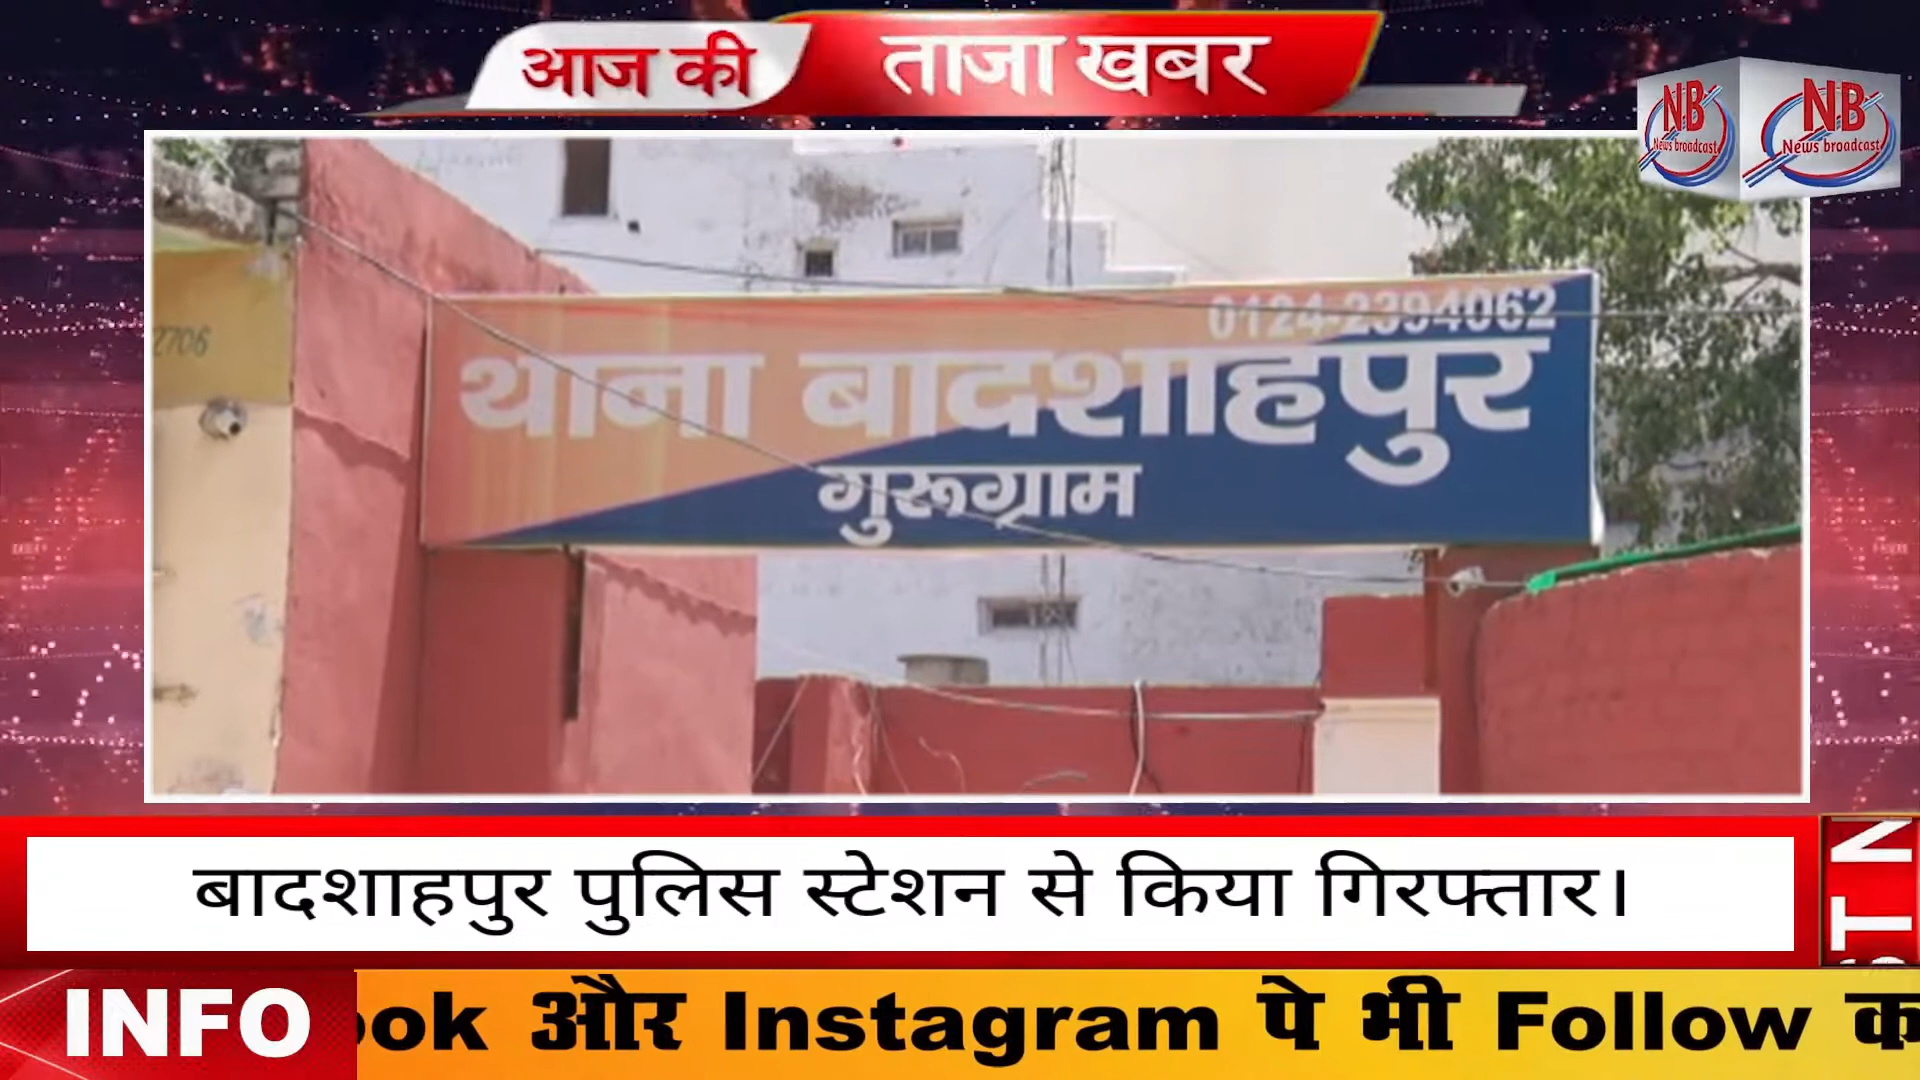 आज की ताजा खबर
NB NB
News broadcast News broadcast
2706
0124-2394062
थाना बादशाहपुर
गुरुग्राम
बादशाहपुर पुलिस स्टेशन से किया गिरफ्तार।
INFO ook और Instagram पे भी Follow क